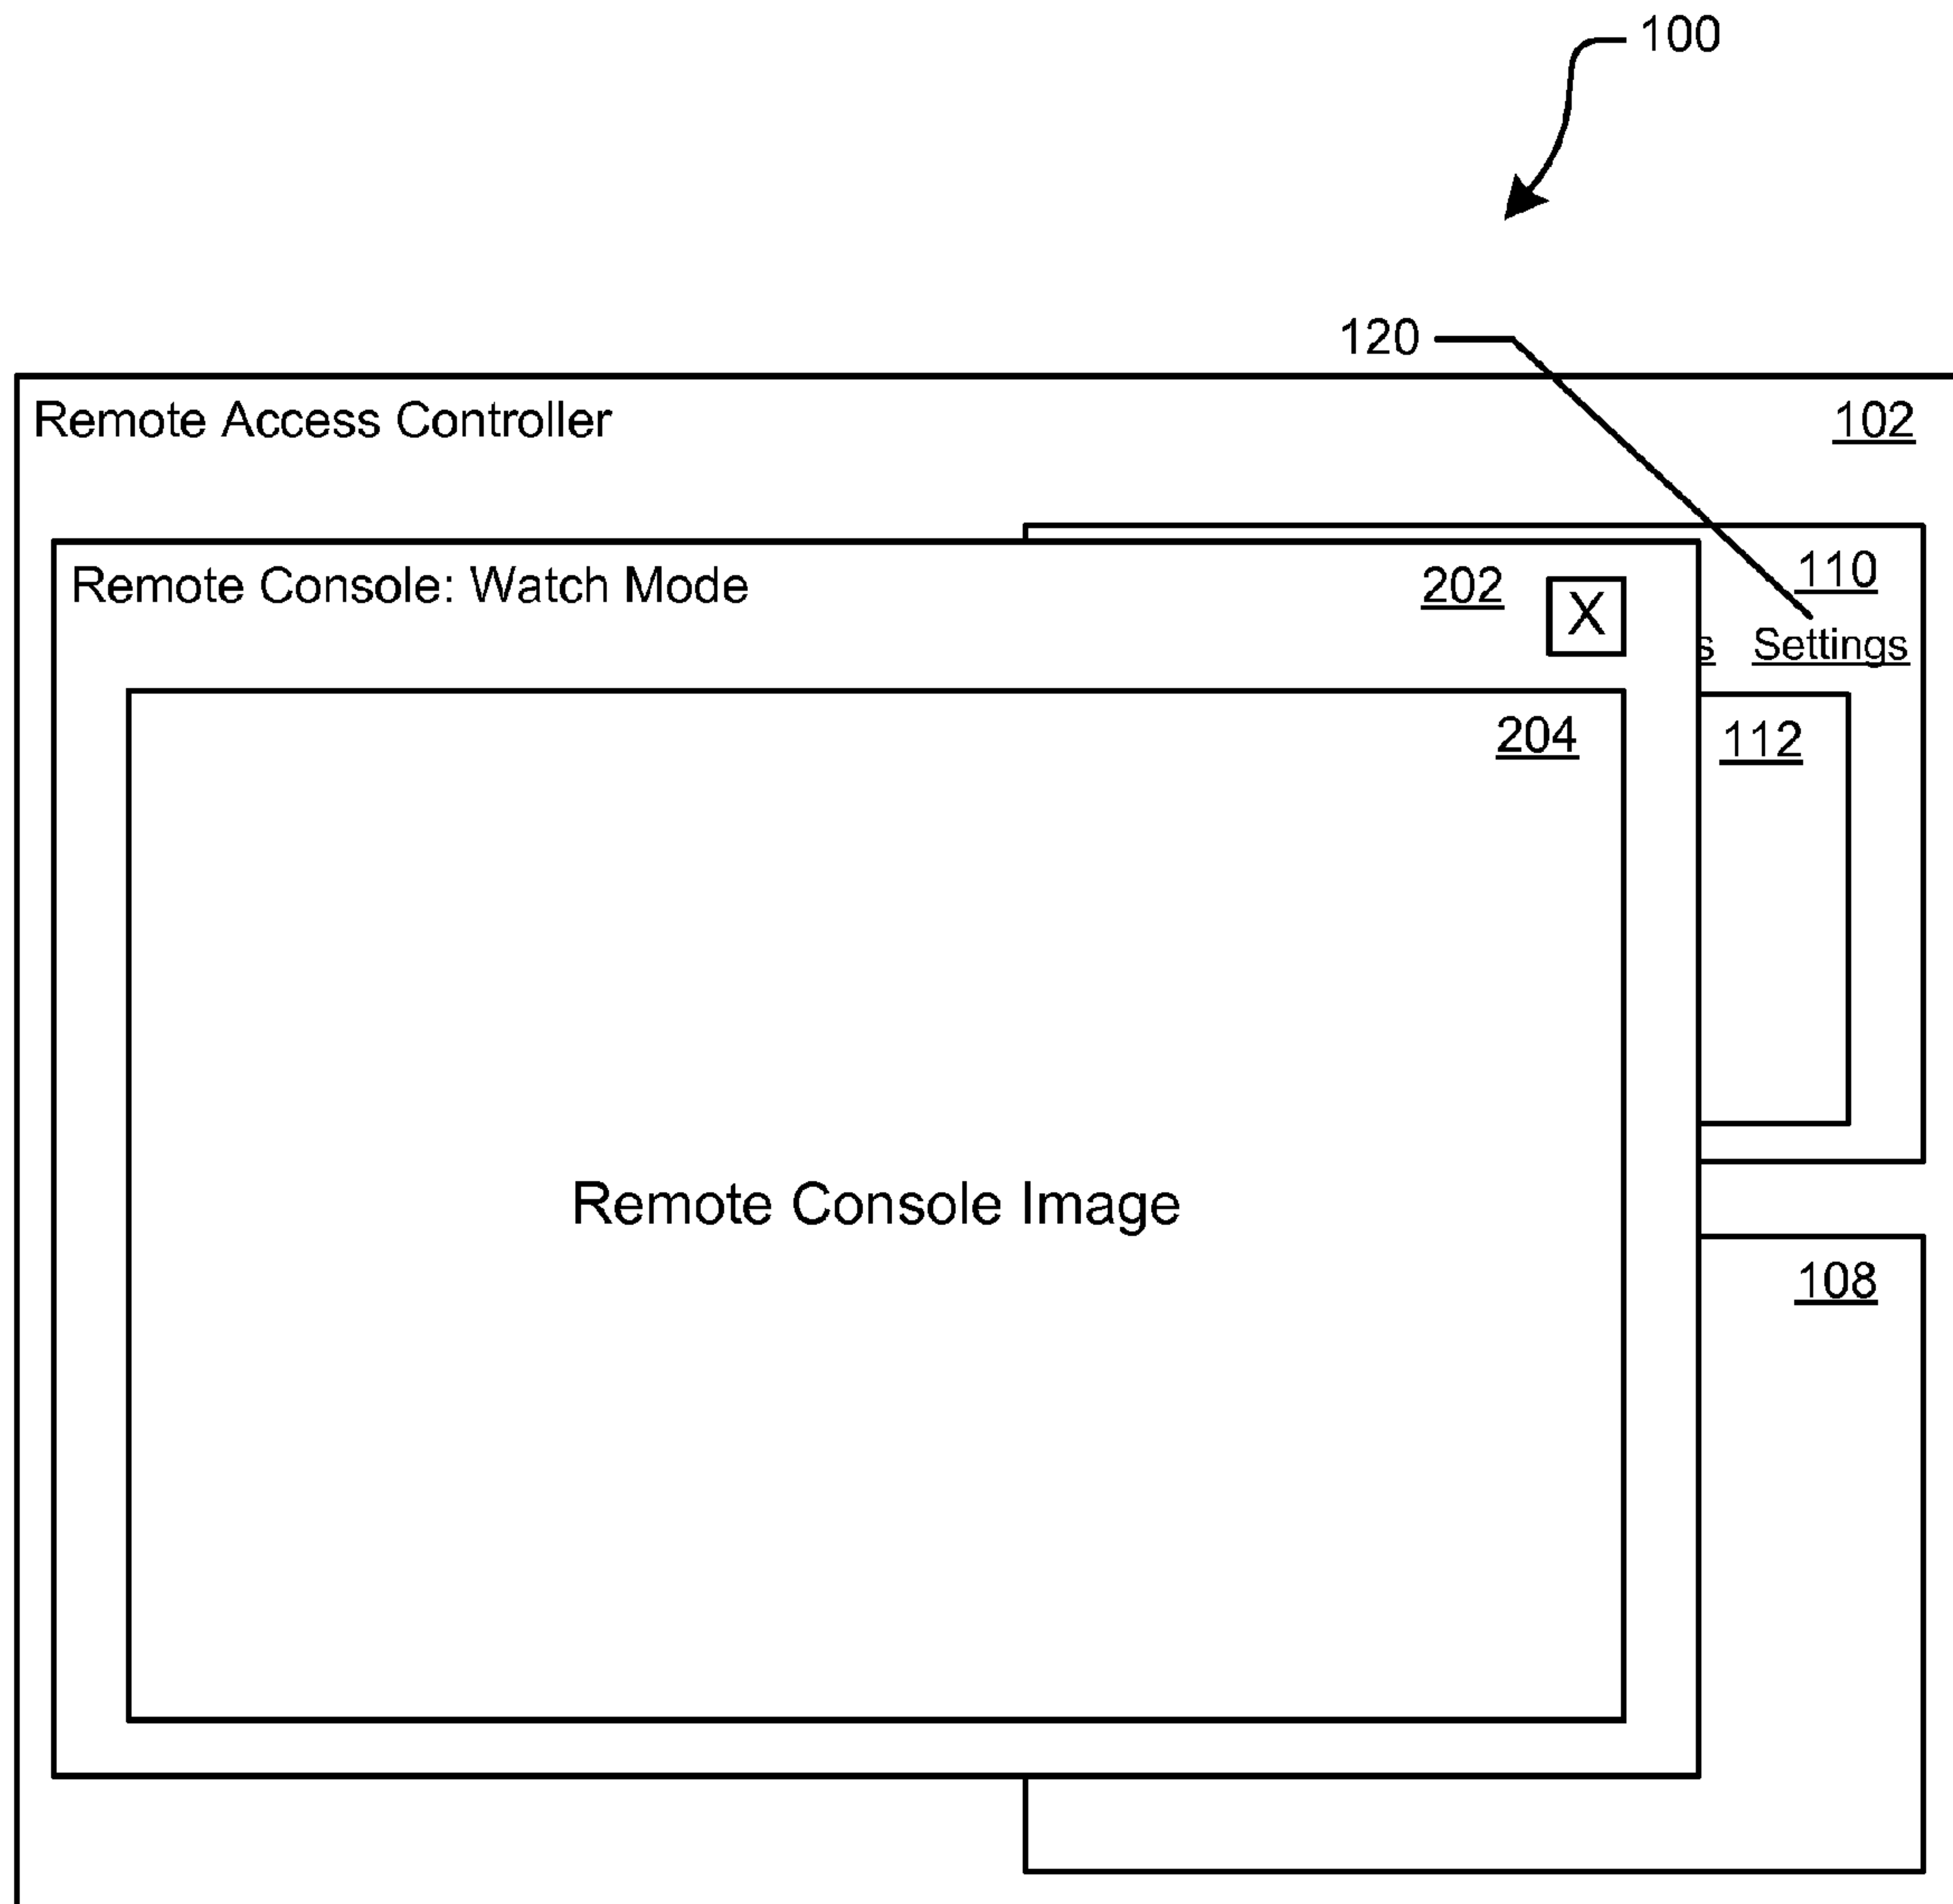 100
120
Remote Access Controller 102
Remote Console: Watch Mode 202 X
110
Settings
204
112
Remote Console Image
108